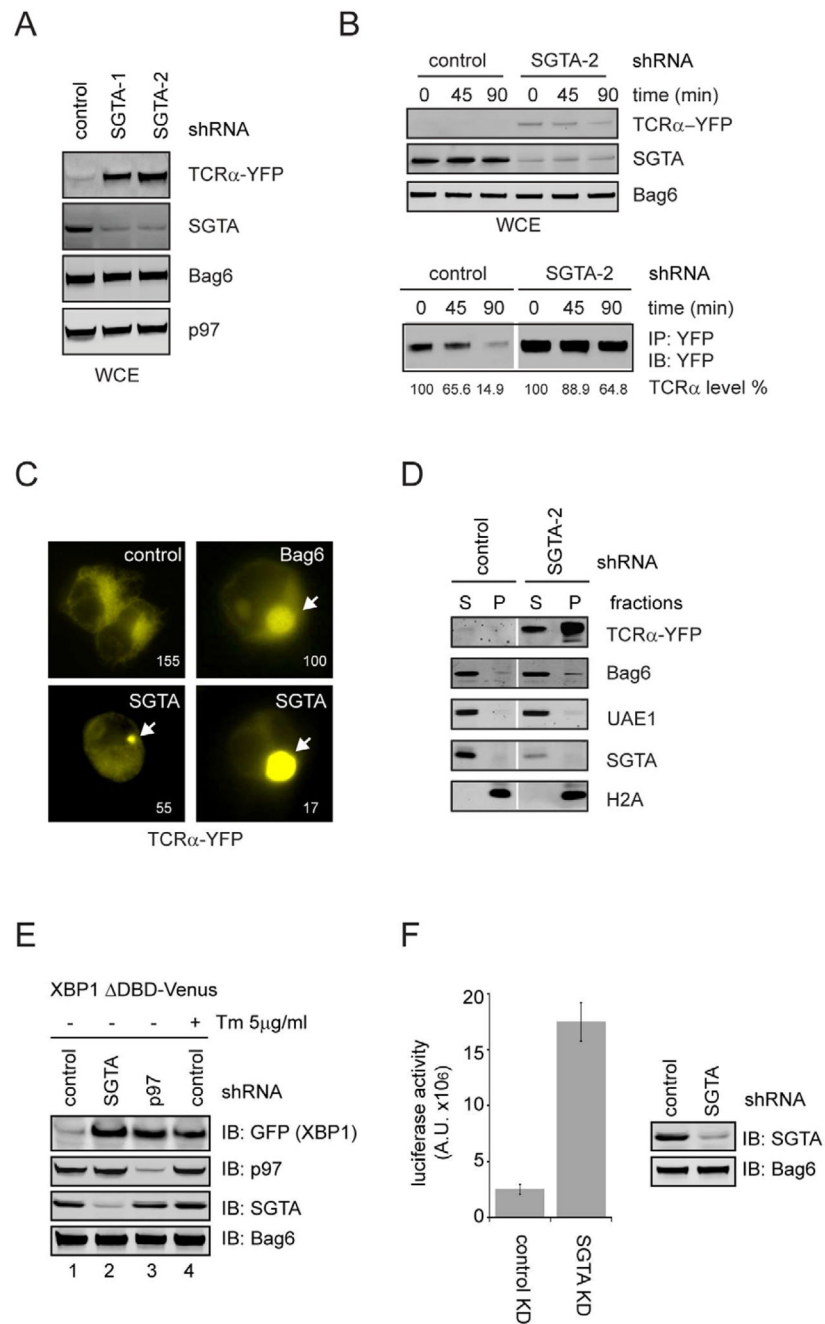 A
control
SGTA-1
SGTA-2
shRNA
TCRα-YFP
SGTA
Bag6
p97
WCE
B
control SGTA-2 shRNA
0 45 90 0 45 90 time (min)
TCRα–YFP
SGTA
Bag6
WCE
control SGTA-2 shRNA
0 45 90 0 45 90 time (min)
IP: YFP
IB: YFP
100 65.6 14.9 100 88.9 64.8 TCRα level %
C
control
155
Bag6
100
SGTA
55
SGTA
17
TCRα-YFP
D
control
SGTA-2
shRNA
S P S P fractions
TCRα-YFP
Bag6
UAE1
SGTA
H2A
E
XBP1 ΔDBD-Venus
- - - + Tm 5μg/ml
control
SGTA
p97
control
shRNA
IB: GFP (XBP1)
IB: p97
IB: SGTA
IB: Bag6
1 2 3 4
F
luciferase activity
(A.U. x106)
20
15
10
5
0
control KD
SGTA KD
control
SGTA
shRNA
IB: SGTA
IB: Bag6